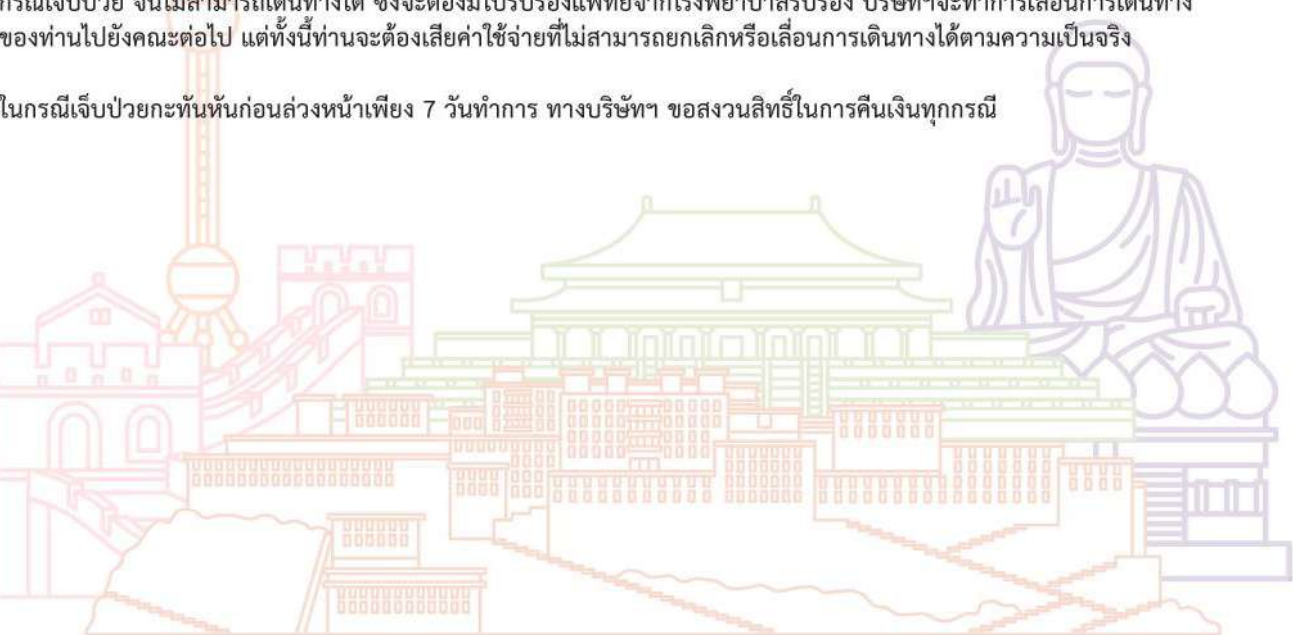 กรณีเจ็บป่วย จนไม่สามารถเดินทางได้ ซึ่งจะต้องมีใบรับรองแพทย์จากโรงพยาบาลรับรอง บริษัทฯจะทำการเลื่อนการเดินทาง
ของท่านไปยังคณะต่อไป แต่ทั้งนี้ท่านจะต้องเสียค่าใช้จ่ายที่ไม่สามารถยกเลิกหรือเลื่อนการเดินทางได้ตามความเป็นจริง
ในกรณีเจ็บป่วยกะทันหันก่อนล่วงหน้าเพียง 7 วันทำการ ทางบริษัทฯ ขอสงวนสิทธิ์ในการคืนเงินทุกกรณี